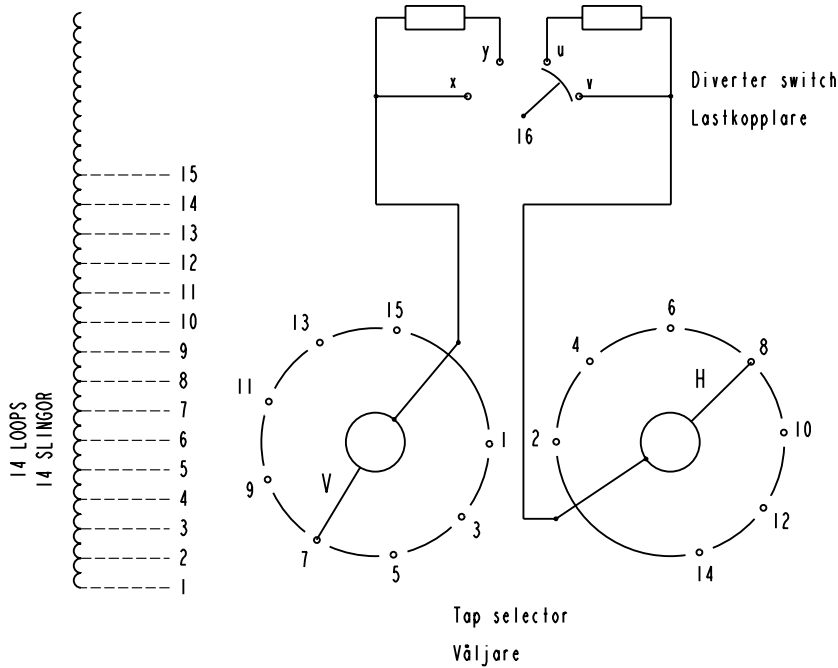 y
u
x
v
16
Diverter switch
Lastkopplare
15
14
13
12
11
10
9
8
7
6
5
4
3
2
1
14 LOOPS
14 SLINGOR
15
13
11
9
7
5
3
1
V
6
4
2
8
10
12
14
H
Tap selector
Väljare